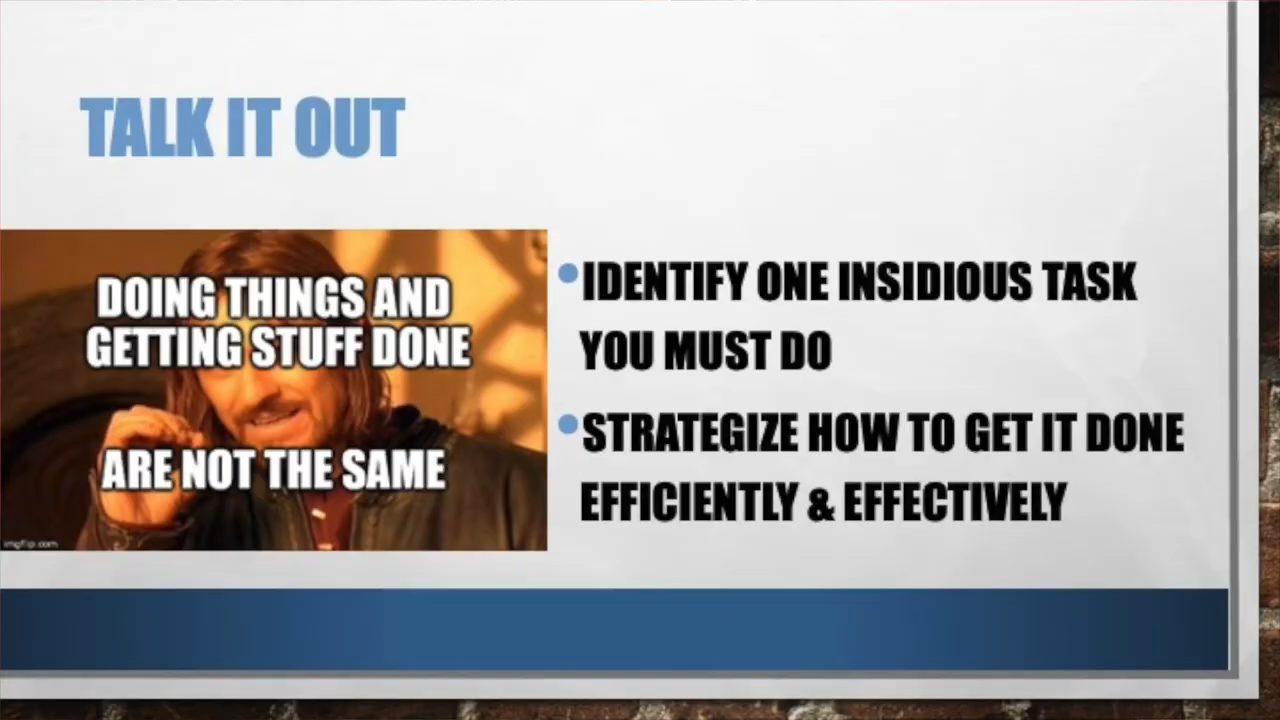 TALK IT OUT
DOING THINGS AND
GETTING STUFF DONE
ARE NOT THE SAME
imgflip.com
•IDENTIFY ONE INSIDIOUS TASK
YOU MUST DO
•STRATEGIZE HOW TO GET IT DONE
EFFICIENTLY & EFFECTIVELY